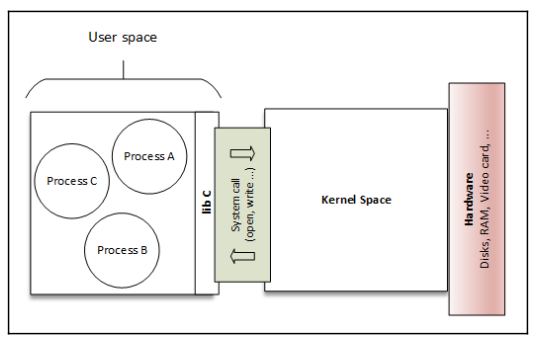 User space
Process A
Process C
Process B
lib C
System call
(open, write ...)
Kernel Space
Hardware
Disks, RAM, Video card, ...